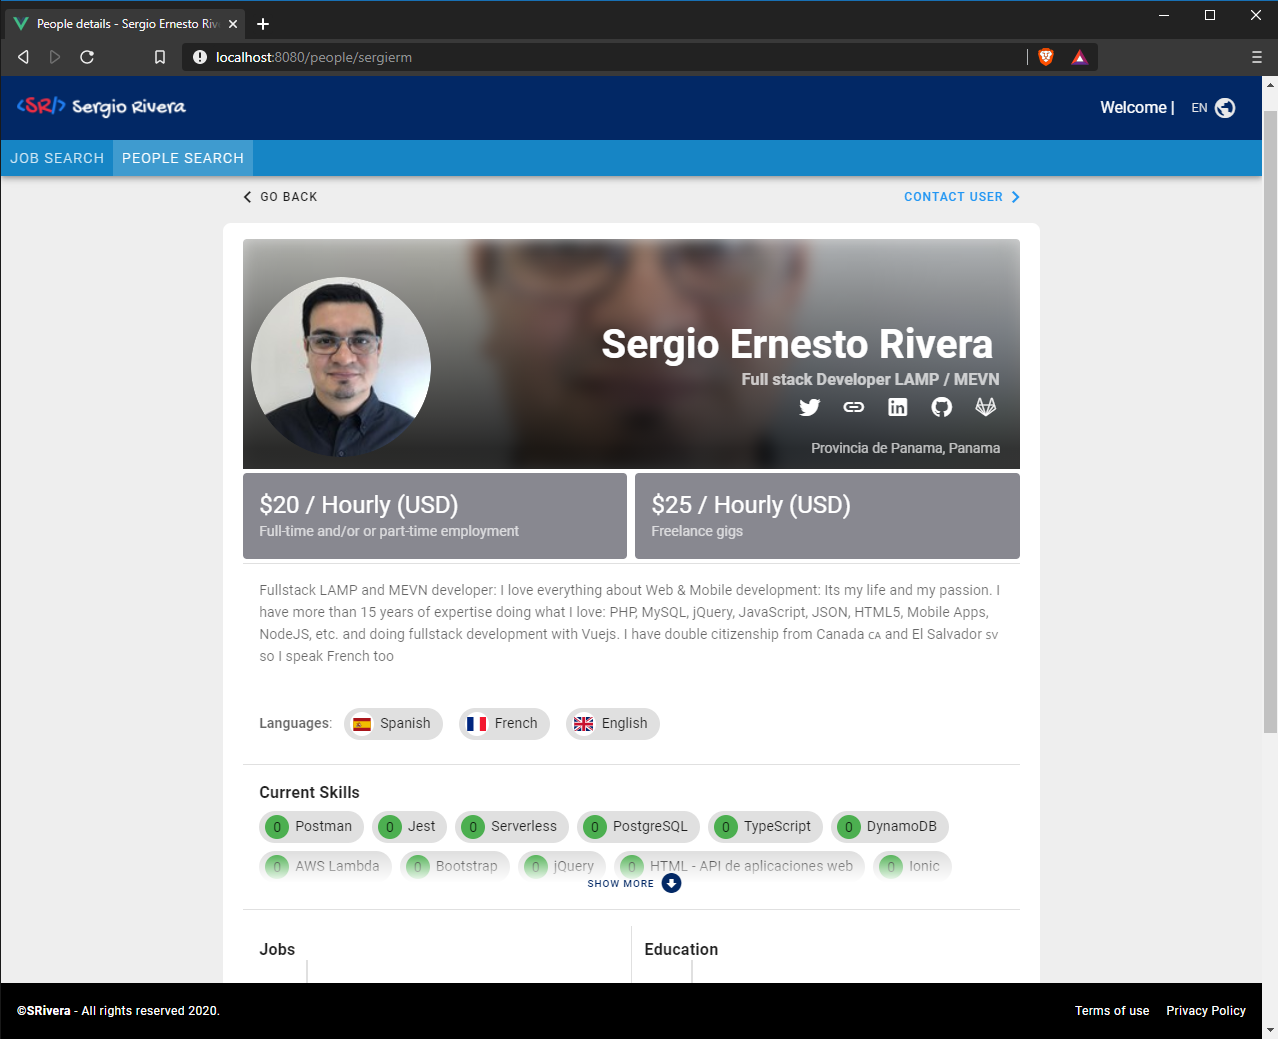 People details - Sergio Ernesto Riv
localhost:8080/people/sergierm
<SR/> Sergio Rivera
Welcome | EN
JOB SEARCH PEOPLE SEARCH
GO BACK CONTACT USER
Sergio Ernesto Rivera
Full stack Developer LAMP / MEVN
Provincia de Panama, Panama
$20 / Hourly (USD)
Full-time and/or or part-time employment
$25 / Hourly (USD)
Freelance gigs
Fullstack LAMP and MEVN developer: I love everything about Web & Mobile development: Its my life and my passion. I
have more than 15 years of expertise doing what I love: PHP, MySQL, jQuery, JavaScript, JSON, HTML5, Mobile Apps,
NodeJS, etc. and doing fullstack development with Vuejs. I have double citizenship from Canada CA and El Salvador SV
so I speak French too
Languages: Spanish French English
Current Skills
0 Postman 0 Jest 0 Serverless 0 PostgreSQL 0 TypeScript 0 DynamoDB
0 AWS Lambda 0 Bootstrap 0 jQuery 0 HTML - API de aplicaciones web 0 Ionic
SHOW MORE
Jobs
Education
©SRivera - All rights reserved 2020.
Terms of use Privacy Policy